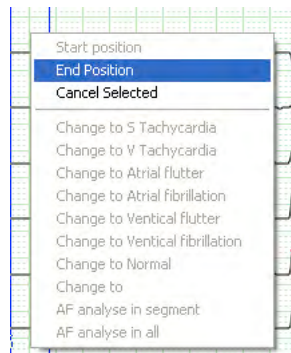 Start position
End Position
Cancel Selected
Change to S Tachycardia
Change to V Tachycardia
Change to Atrial flutter
Change to Atrial fibrillation
Change to Ventical flutter
Change to Ventical fibrillation
Change to Normal
Change to
AF analyse in segment
AF analyse in all